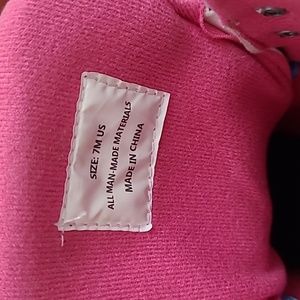 SIZE: 7M US
ALL MAN-MADE MATERIALS
MADE IN CHINA